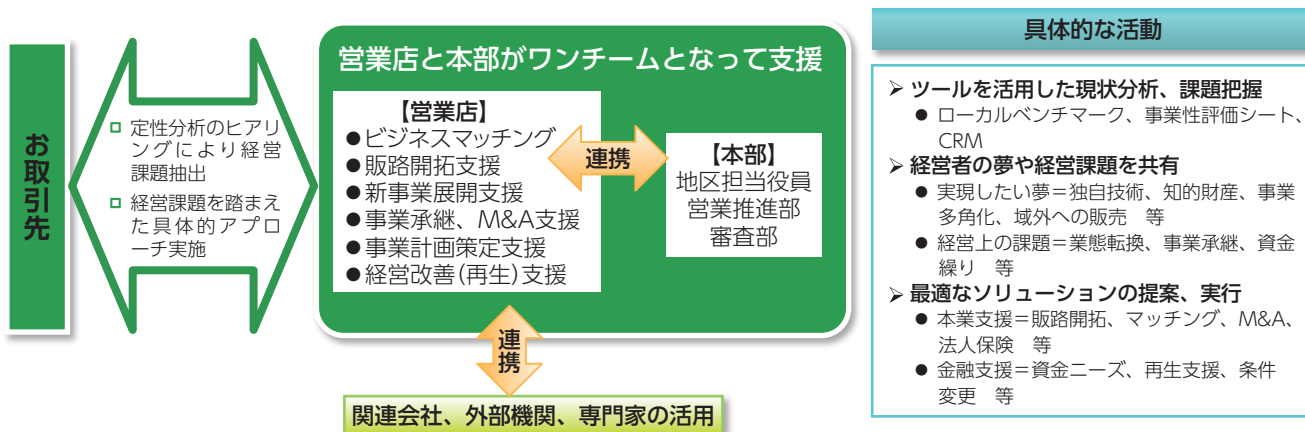 お取引先
定性分析のヒアリ
ングにより経営
課題抽出
経営課題を踏まえ
た具体的アプロ
ーチ実施
営業店と本部がワンチームとなって支援
【営業店】
●ビジネスマッチング
●販路開拓支援
●新事業展開支援
●事業承継、M&A支援
●事業計画策定支援
●経営改善(再生)支援
連携
【本部】
地区担当役員
営業推進部
審査部
連携
関連会社、外部機関、専門家の活用
具体的な活動
➢ ツールを活用した現状分析、課題把握
● ローカルベンチマーク、事業性評価シート、
CRM
➢ 経営者の夢や経営課題を共有
● 実現したい夢=独自技術、知的財産、事業
多角化、域外への販売 等
● 経営上の課題=業態転換、事業承継、資金
繰り 等
➢ 最適なソリューションの提案、実行
● 本業支援=販路開拓、マッチング、M&A、
法人保険 等
● 金融支援=資金ニーズ、再生支援、条件
変更 等